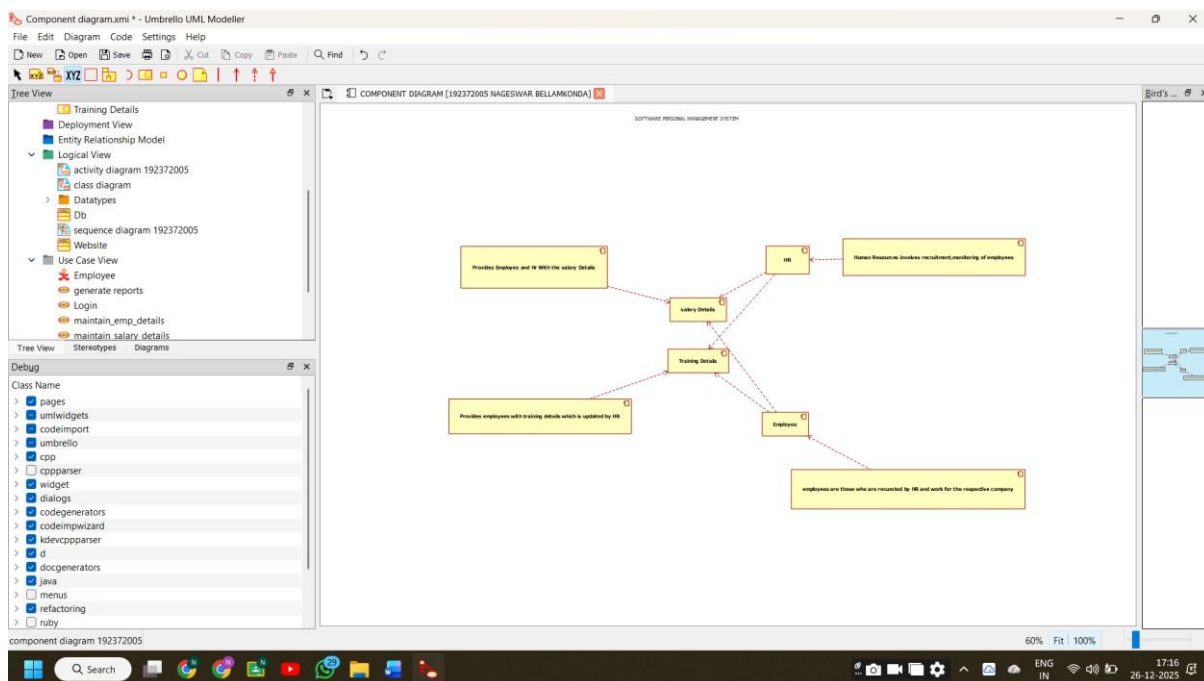 Component diagram.xmi * - Umbrello UML Modeller
File Edit Diagram Code Settings Help
New Open Save Cut Copy Paste Find
XYZ
Tree View
Training Details
Deployment View
Entity Relationship Model
Logical View
activity diagram 192372005
class diagram
Datatypes
Db
sequence diagram 192372005
Website
Use Case View
Employee
generate reports
Login
maintain_emp_details
maintain salary details
Tree View Stereotypes Diagrams
Debug
Class Name
pages
umlwidgets
codeimport
umbrello
cpp
cppparser
widget
dialogs
codegenerators
codeimpwizard
kdevcppparser
d
docgenerators
java
menus
refactoring
ruby
COMPONENT DIAGRAM [192372005 NAGESWAR BELLAMKONDA]
SOFTWARE PERSONAL MANAGEMENT SYSTEM
Provides Employee and Hr With the salary Details
HR
Human Resources involves recruitment,monitoring of employees
salary Details
Training Details
Provides employees with training details which is updated by HR
Employee
employees are those who are recuncled by HR and work for the respective company
Bird's ...
component diagram 192372005
60% Fit 100%
Search
29
ENG
IN
17:16
26-12-2025